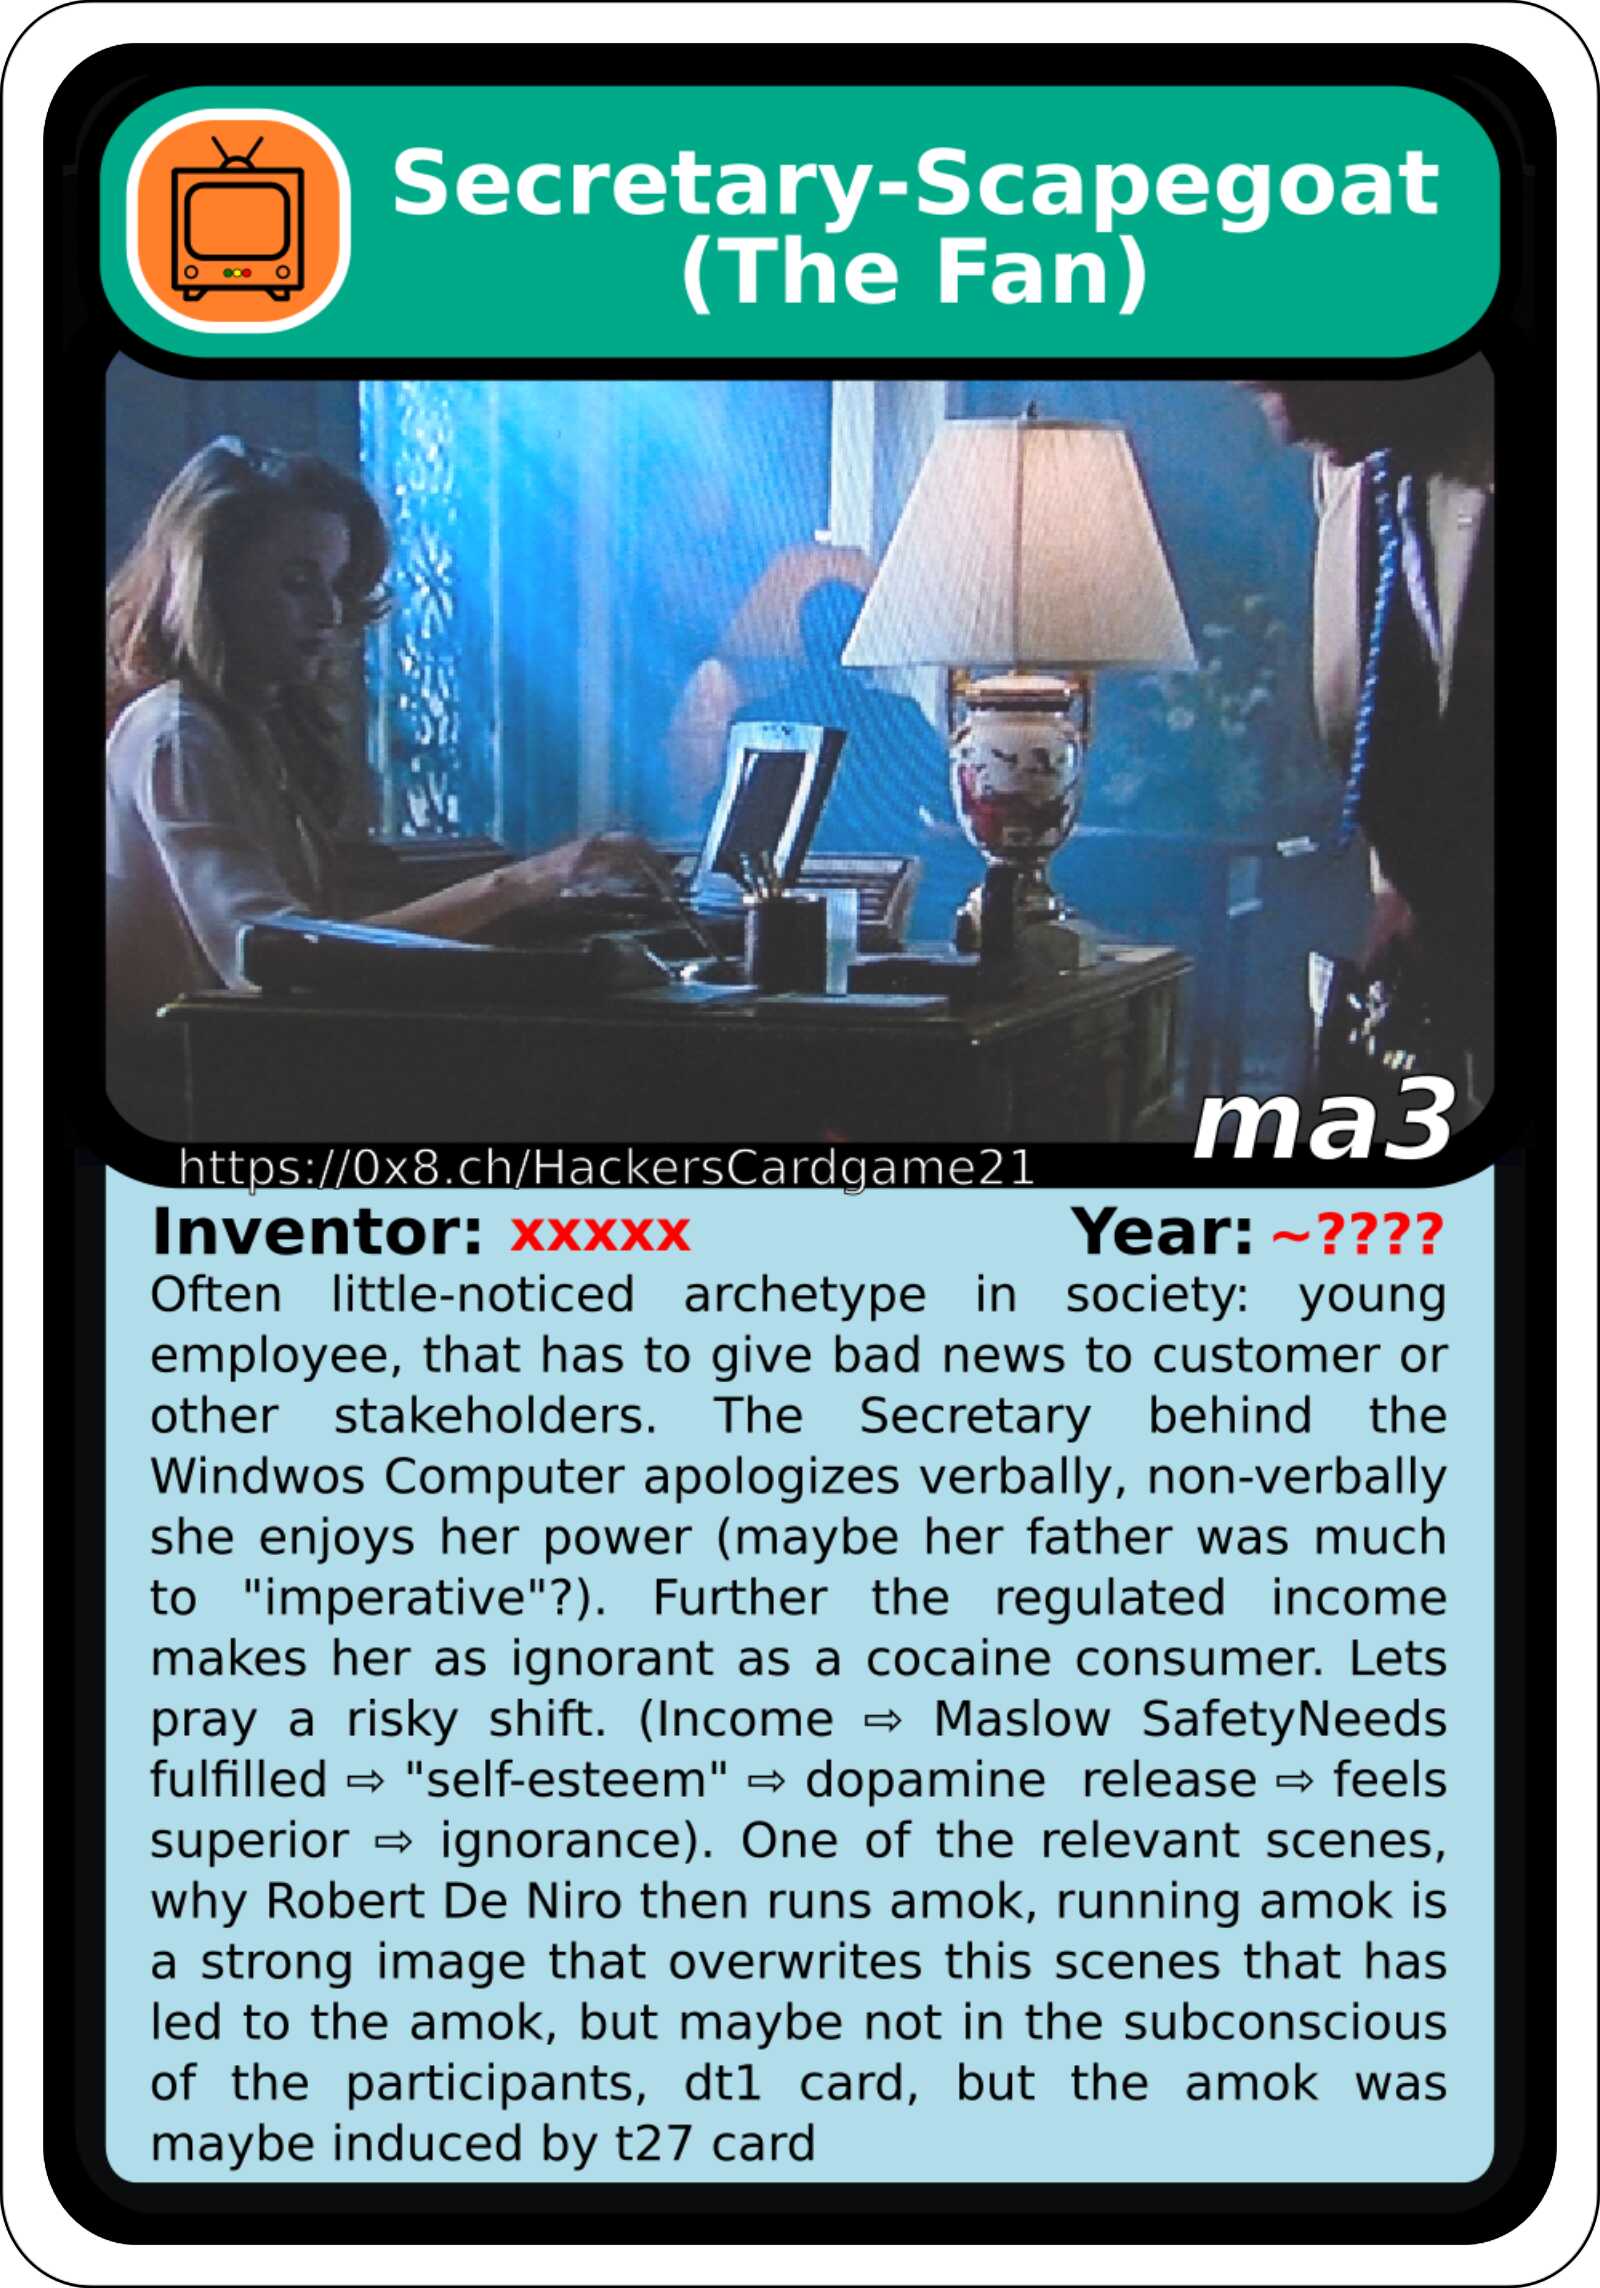 Secretary-Scapegoat
(The Fan)
ma3
https://0x8.ch/HackersCardgame21
Inventor: xxxxx Year: ~????
Often little-noticed archetype in society: young
employee, that has to give bad news to customer or
other stakeholders. The Secretary behind the
Windwos Computer apologizes verbally, non-verbally
she enjoys her power (maybe her father was much
to "imperative"?). Further the regulated income
makes her as ignorant as a cocaine consumer. Lets
pray a risky shift. (Income ⇨ Maslow SafetyNeeds
fulfilled ⇨ "self-esteem" ⇨ dopamine release ⇨ feels
superior ⇨ ignorance). One of the relevant scenes,
why Robert De Niro then runs amok, running amok is
a strong image that overwrites this scenes that has
led to the amok, but maybe not in the subconscious
of the participants, dt1 card, but the amok was
maybe induced by t27 card